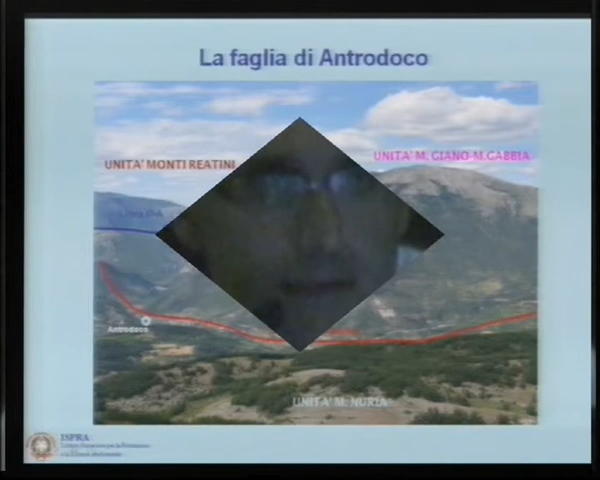 La faglia di Antrodoco
UNITA' MONTI REATINI
UNITA' M. GIANO-M.GABBIA
Antrodoco
UNITA' M. NURIA
ISPRA